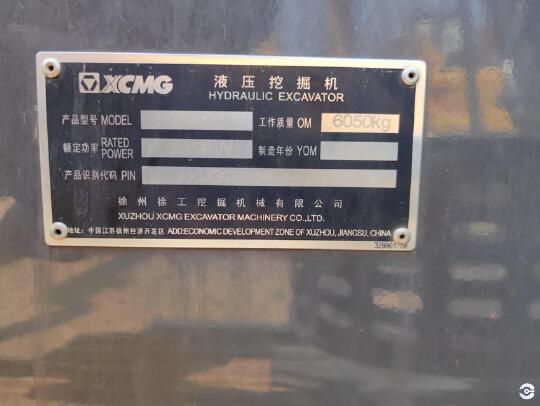 XCMG 液压挖掘机
HYDRAULIC EXCAVATOR
产品型号 MODEL 工作质量 OM 6050kg
额定功率 RATED POWER 制造年份 YOM
产品识别代码 PIN
徐州徐工挖掘机械有限公司
XUZHOU XCMG EXCAVATOR MACHINERY CO.,LTD.
地址:中国江苏徐州经济开发区 ADD:ECONOMIC DEVELOPMENT ZONE OF XUZHOU, JIANGSU, CHINA